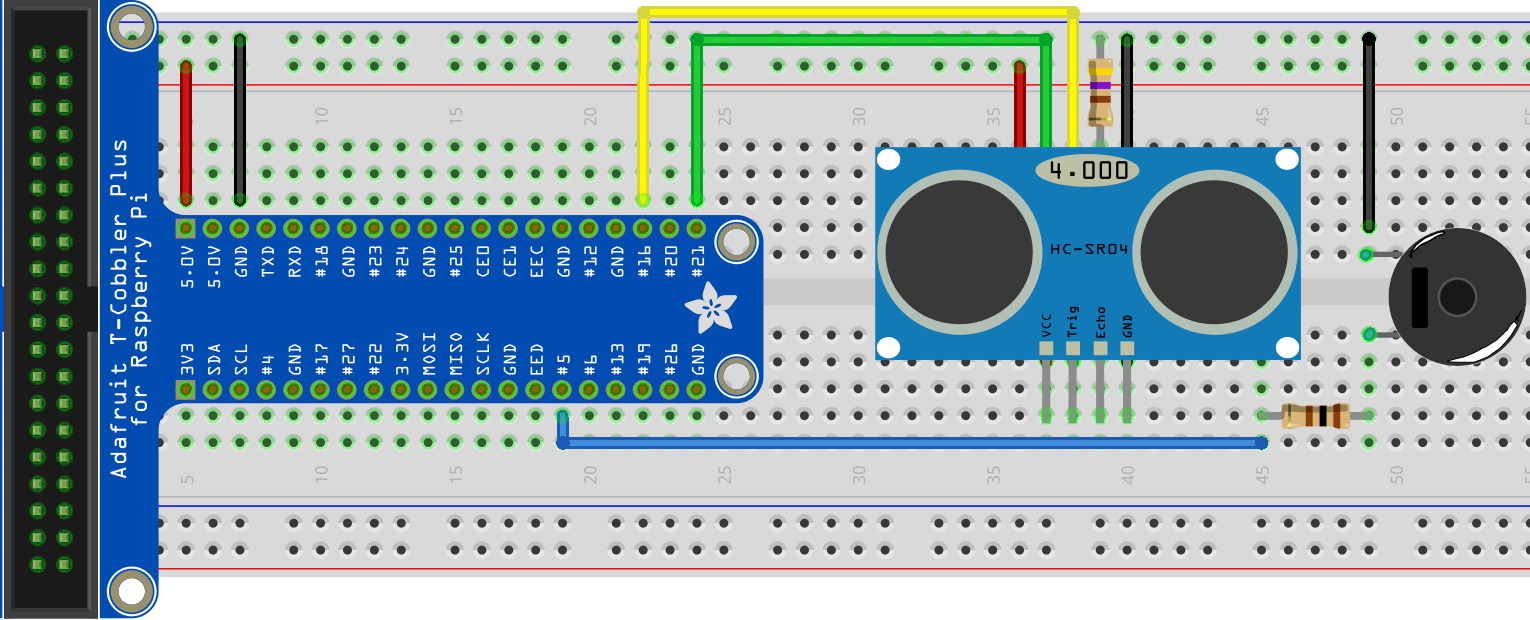 Adafruit T-Cobbler Plus
for Raspberry Pi
10 15 20 25 30 35 40 45 50
5.0V 5.0V GND TXD RXD #18 GND #23 #24 GND #25 CE0 CE1 EEC GND #12 GND #16 #20 #21
3V3 SDA SCL #4 GND #17 #27 #22 3.3V MOSI MISO SCLK GND EED #5 #6 #13 #19 #26 GND
4.000
HC-SR04
VCC Trig Echo GND
5 10 15 20 25 30 35 40 45 50